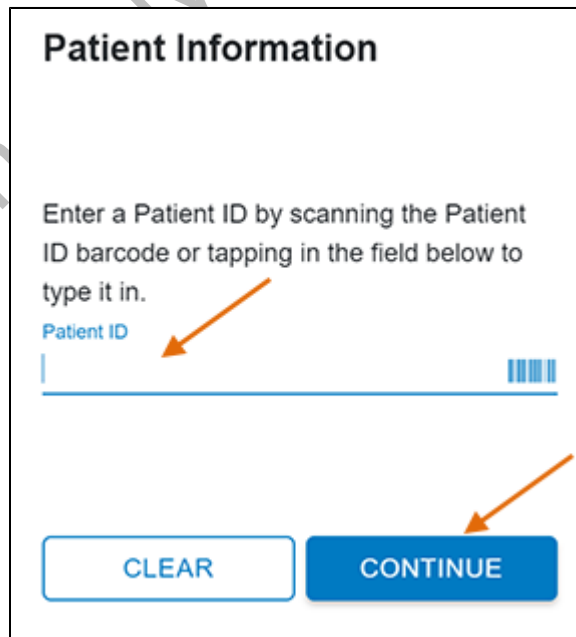 Patient Information
Enter a Patient ID by scanning the Patient
ID barcode or tapping in the field below to
type it in.
Patient ID
CLEAR
CONTINUE